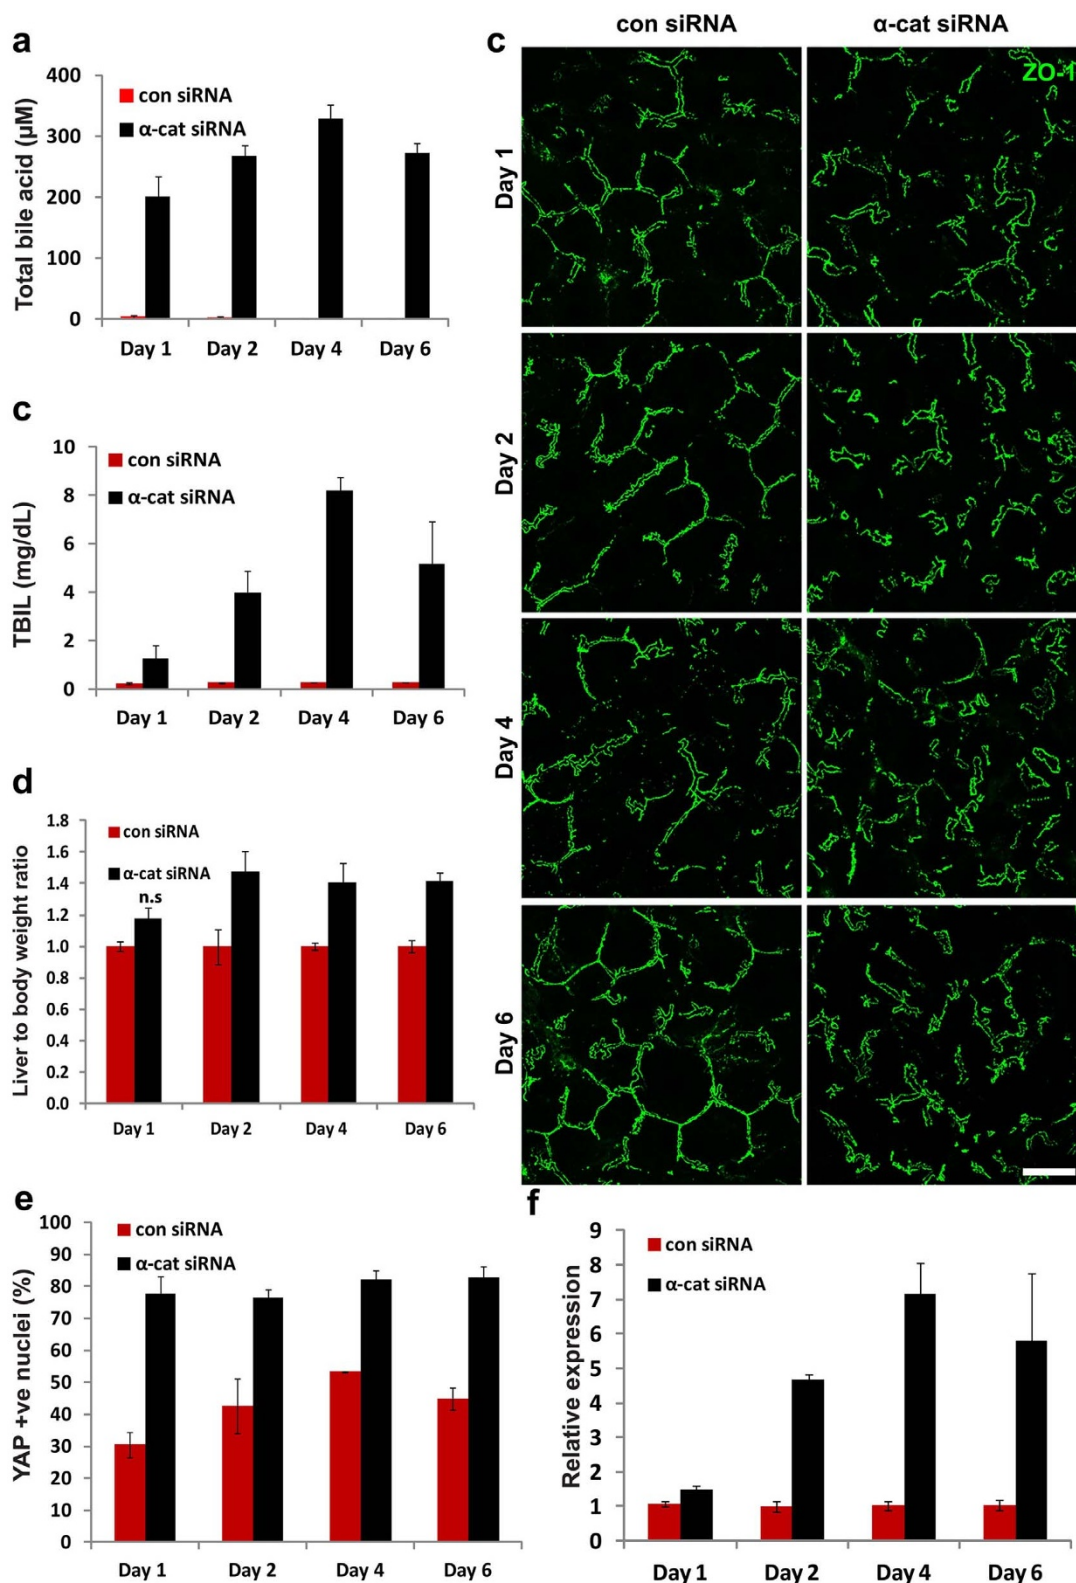 a
400
300
200
100
0
Total bile acid (µM)
con siRNA
α-cat siRNA
Day 1 Day 2 Day 4 Day 6
c
10
8
6
4
2
0
TBIL (mg/dL)
con siRNA
α-cat siRNA
Day 1 Day 2 Day 4 Day 6
d
1.8
1.6
1.4
1.2
1.0
0.8
0.6
0.4
0.2
0.0
Liver to body weight ratio
con siRNA
α-cat siRNA
n.s
Day 1 Day 2 Day 4 Day 6
c
con siRNA α-cat siRNA
ZO-1
Day 1
Day 2
Day 4
Day 6
e
100
90
80
70
60
50
40
30
20
10
0
YAP +ve nuclei (%)
con siRNA
α-cat siRNA
Day 1 Day 2 Day 4 Day 6
f
9
8
7
6
5
4
3
2
1
0
Relative expression
con siRNA
α-cat siRNA
Day 1 Day 2 Day 4 Day 6